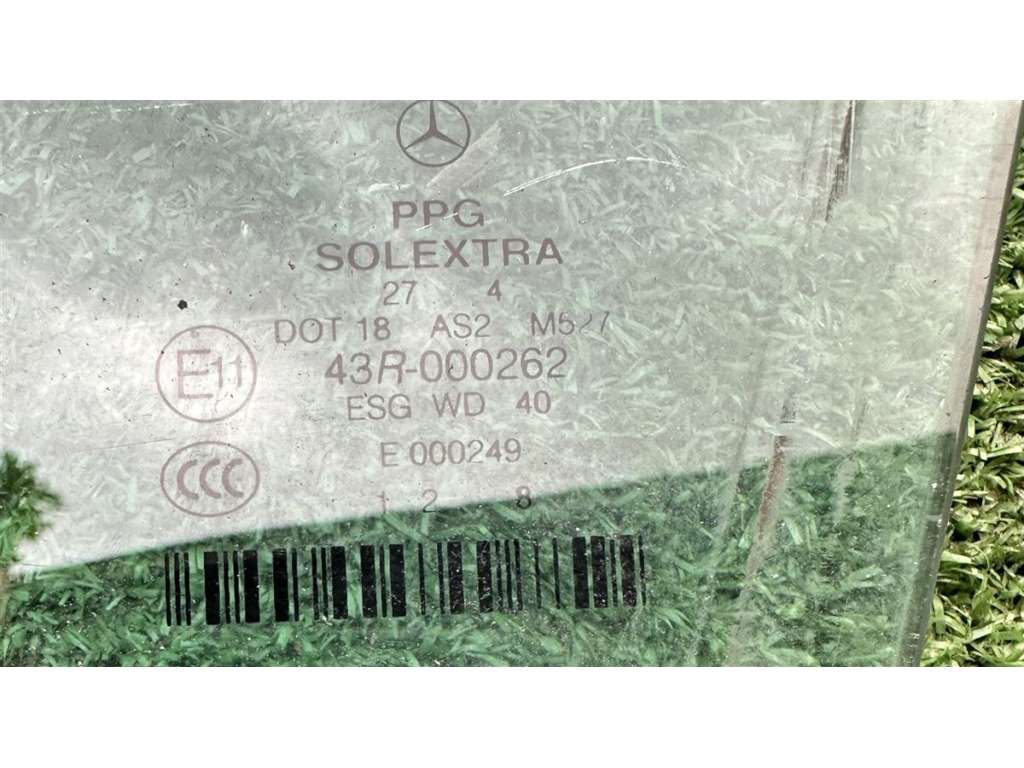 PPG
SOLEXTRA
27 4
DOT 18 AS2 M527
E11
43R-000262
ESG WD 40
CCC
E 000249
1 2 8